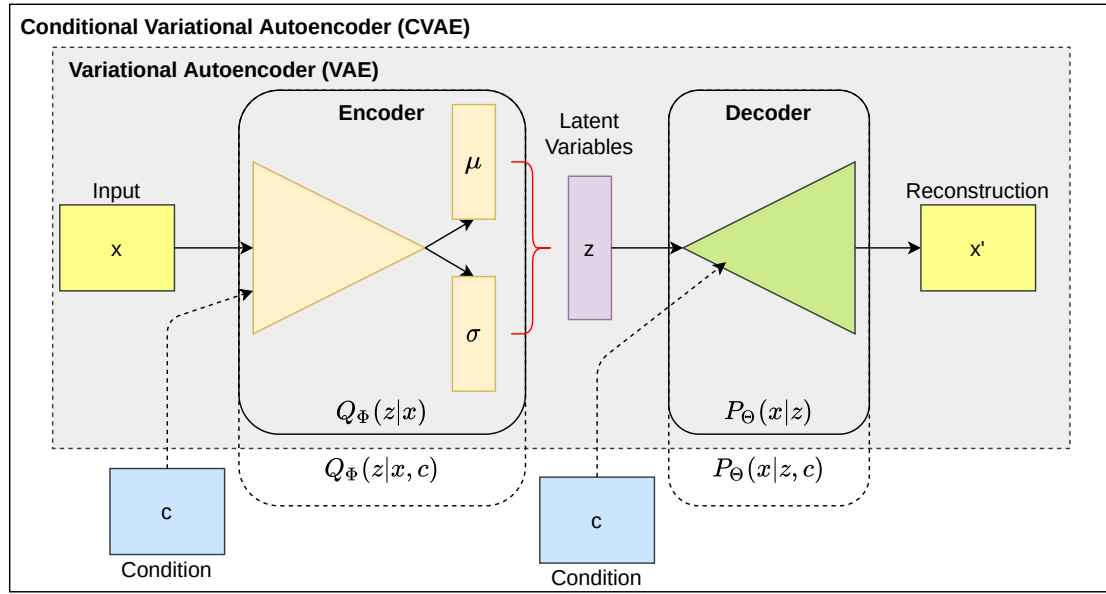 Conditional Variational Autoencoder (CVAE)
Variational Autoencoder (VAE)
Encoder
Latent
Variables
Decoder
Input
x
μ
σ
z
Reconstruction
x'
Q_Φ(z|x)
P_Θ(x|z)
Q_Φ(z|x, c)
P_Θ(x|z, c)
c
Condition
c
Condition